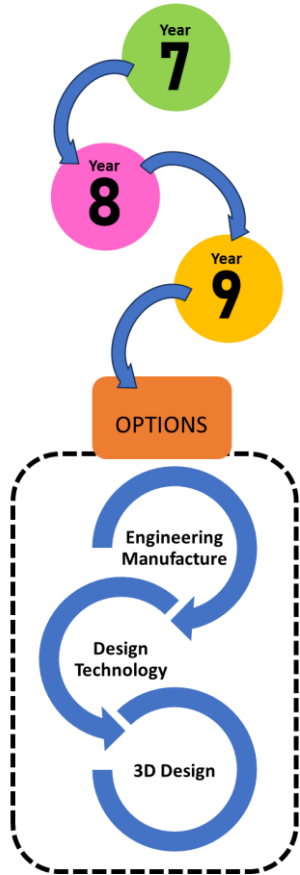 Year
7
Year
8
Year
9
OPTIONS
Engineering
Manufacture
Design
Technology
3D Design